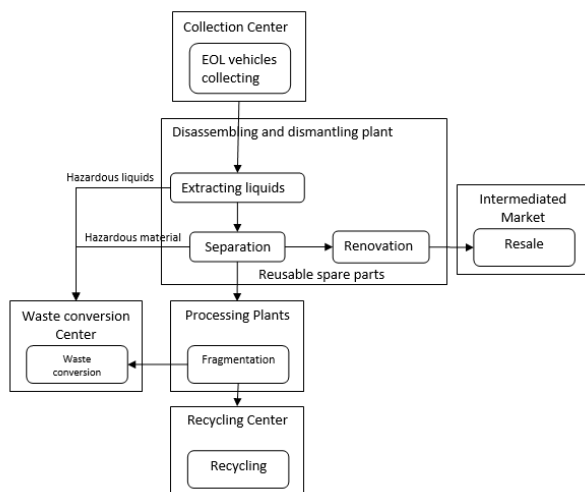 Collection Center
EOL vehicles
collecting
Disassembling and dismantling plant
Hazardous liquids
Extracting liquids
Intermediated
Market
Hazardous material
Separation
Renovation
Resale
Reusable spare parts
Waste conversion
Center
Processing Plants
Waste
conversion
Fragmentation
Recycling Center
Recycling